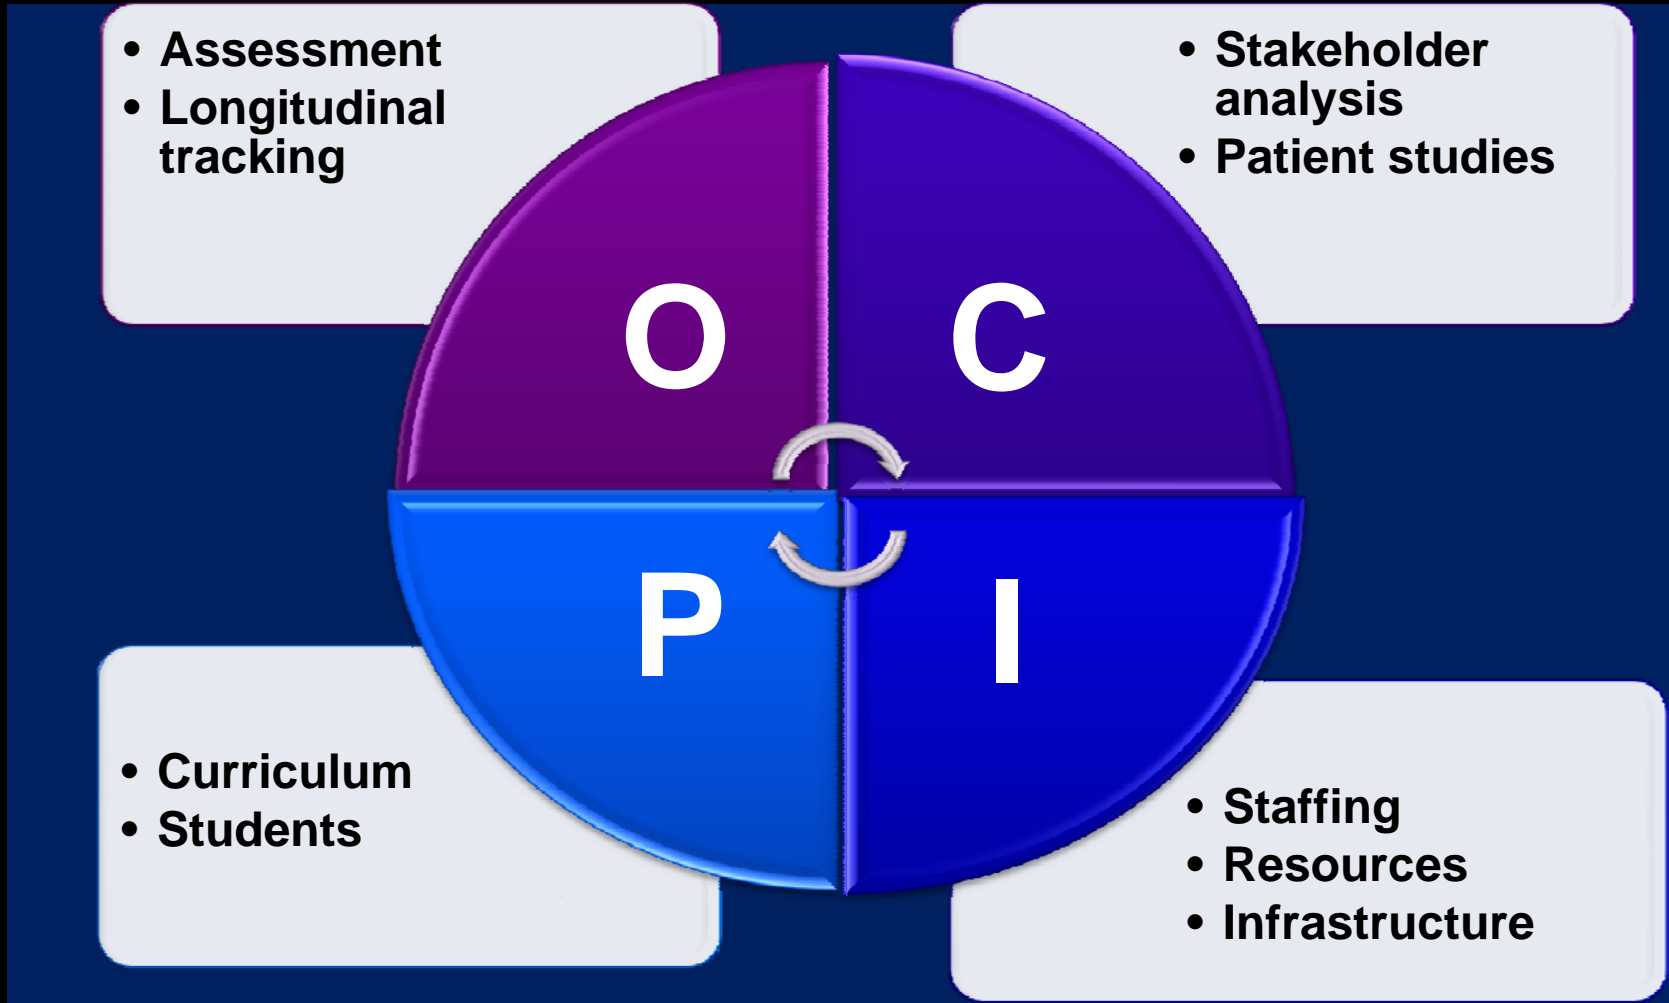 • Assessment
• Longitudinal
tracking
• Stakeholder
analysis
• Patient studies
O
C
P
I
• Curriculum
• Students
• Staffing
• Resources
• Infrastructure